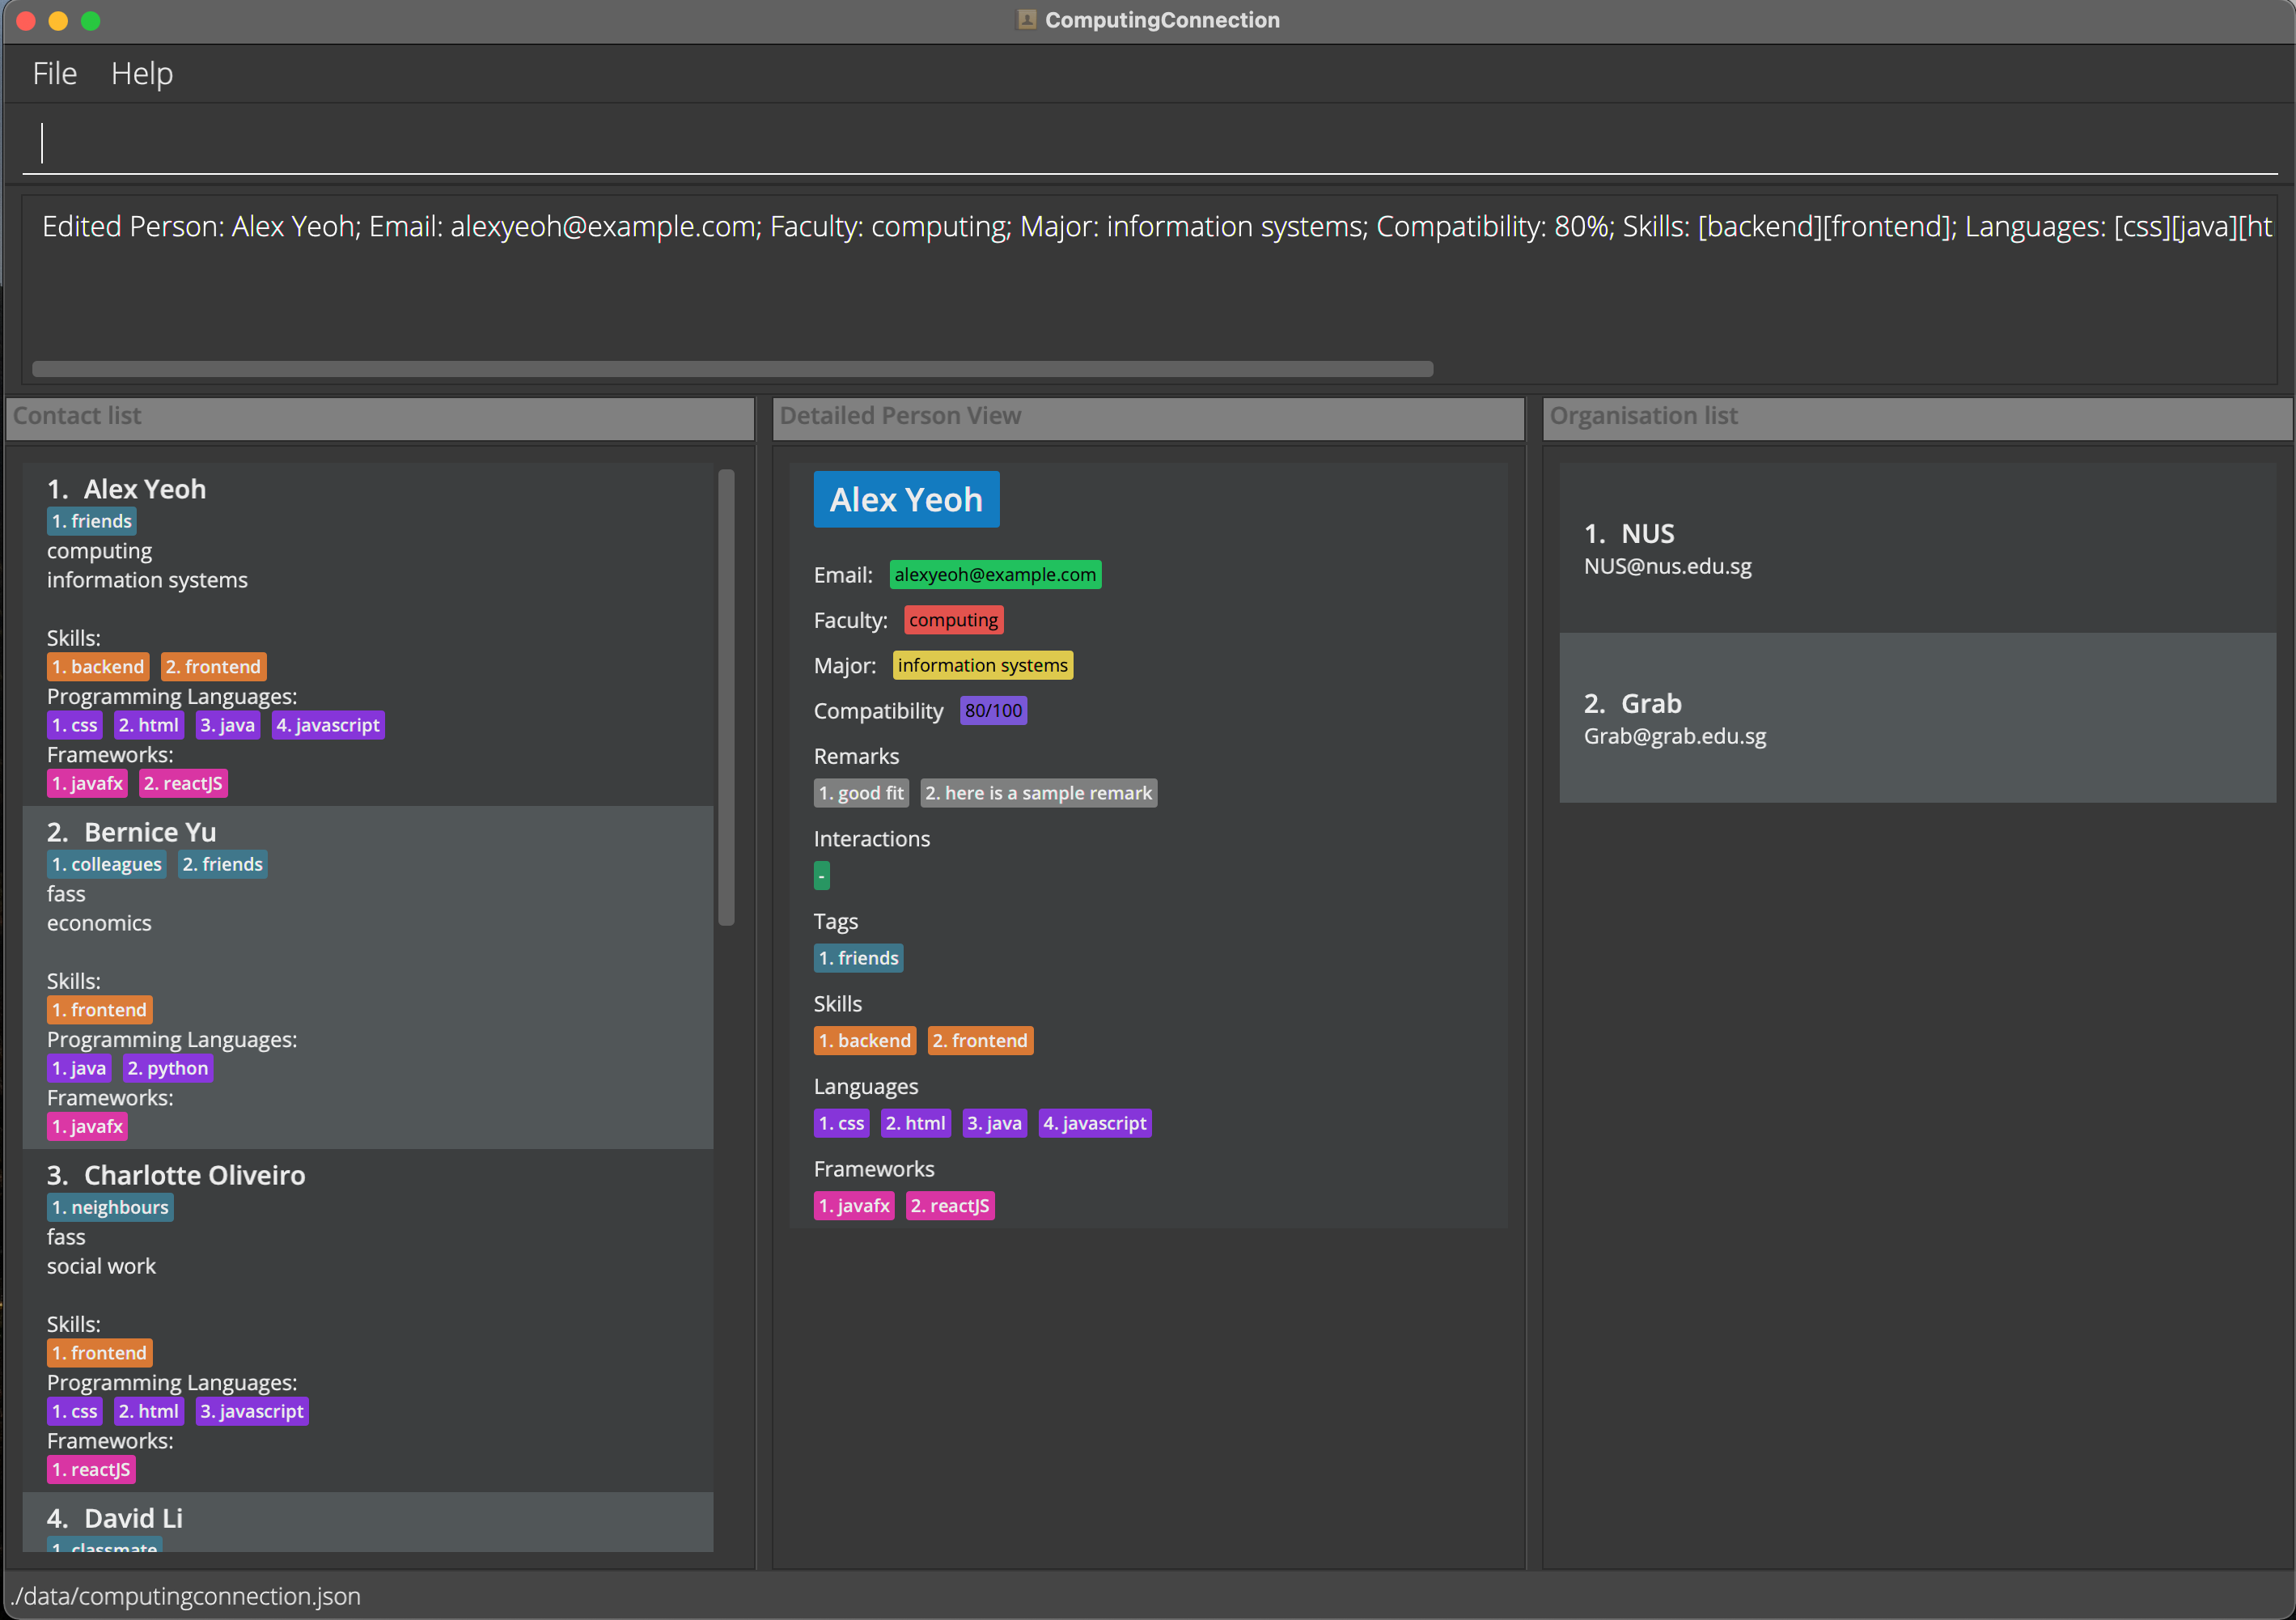 ComputingConnection
File Help
Edited Person: Alex Yeoh; Email: alexyeoh@example.com; Faculty: computing; Major: information systems; Compatibility: 80%; Skills: [backend][frontend]; Languages: [css][java][ht
Contact list
1. Alex Yeoh
1. friends
computing
information systems
Skills:
1. backend 2. frontend
Programming Languages:
1. css 2. html 3. java 4. javascript
Frameworks:
1. javafx 2. reactJS
2. Bernice Yu
1. colleagues 2. friends
fass
economics
Skills:
1. frontend
Programming Languages:
1. java 2. python
Frameworks:
1. javafx
3. Charlotte Oliveiro
1. neighbours
fass
social work
Skills:
1. frontend
Programming Languages:
1. css 2. html 3. javascript
Frameworks:
1. reactJS
4. David Li
1. classmate
Detailed Person View
Alex Yeoh
Email: alexyeoh@example.com
Faculty: computing
Major: information systems
Compatibility 80/100
Remarks
1. good fit 2. here is a sample remark
Interactions
-
Tags
1. friends
Skills
1. backend 2. frontend
Languages
1. css 2. html 3. java 4. javascript
Frameworks
1. javafx 2. reactJS
Organisation list
1. NUS
NUS@nus.edu.sg
2. Grab
Grab@grab.edu.sg
./data/computingconnection.json